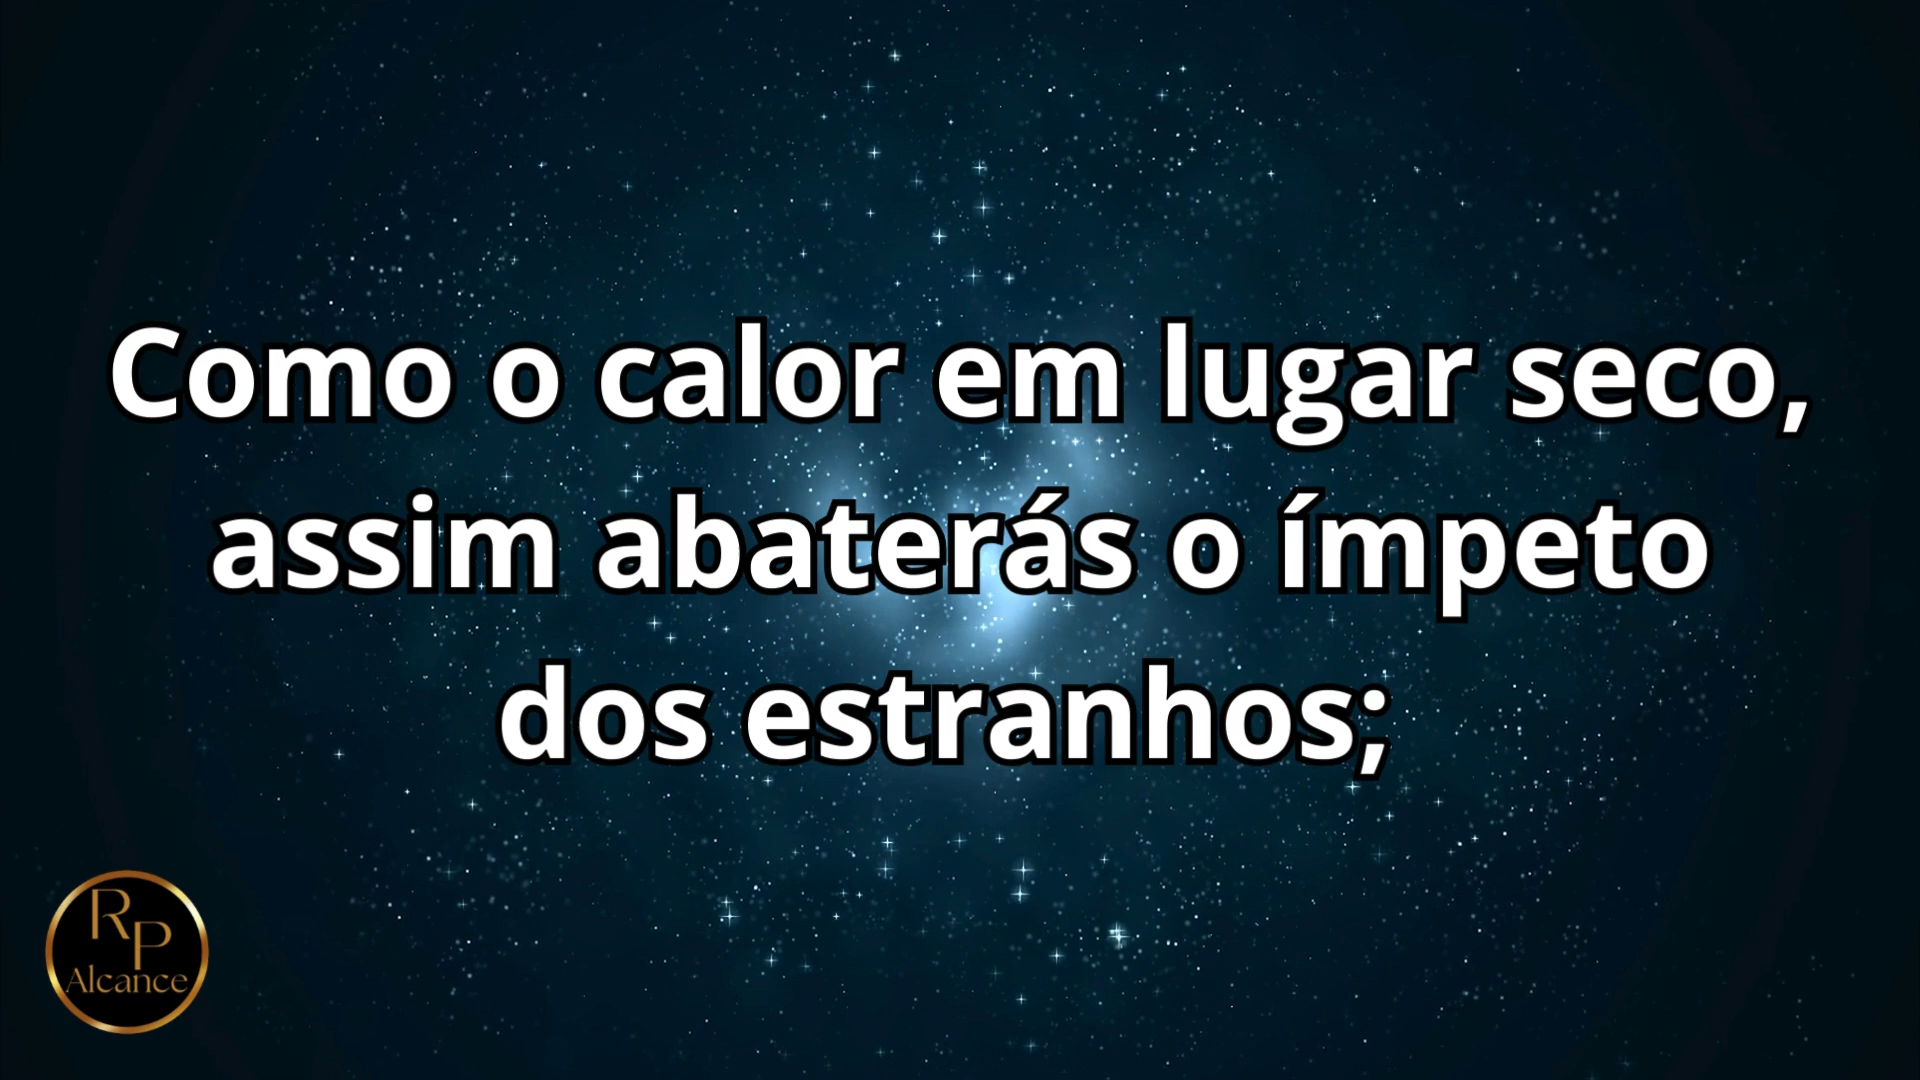 Como o calor em lugar seco,
assim abaterás o ímpeto
dos estranhos;
RP
Alcance